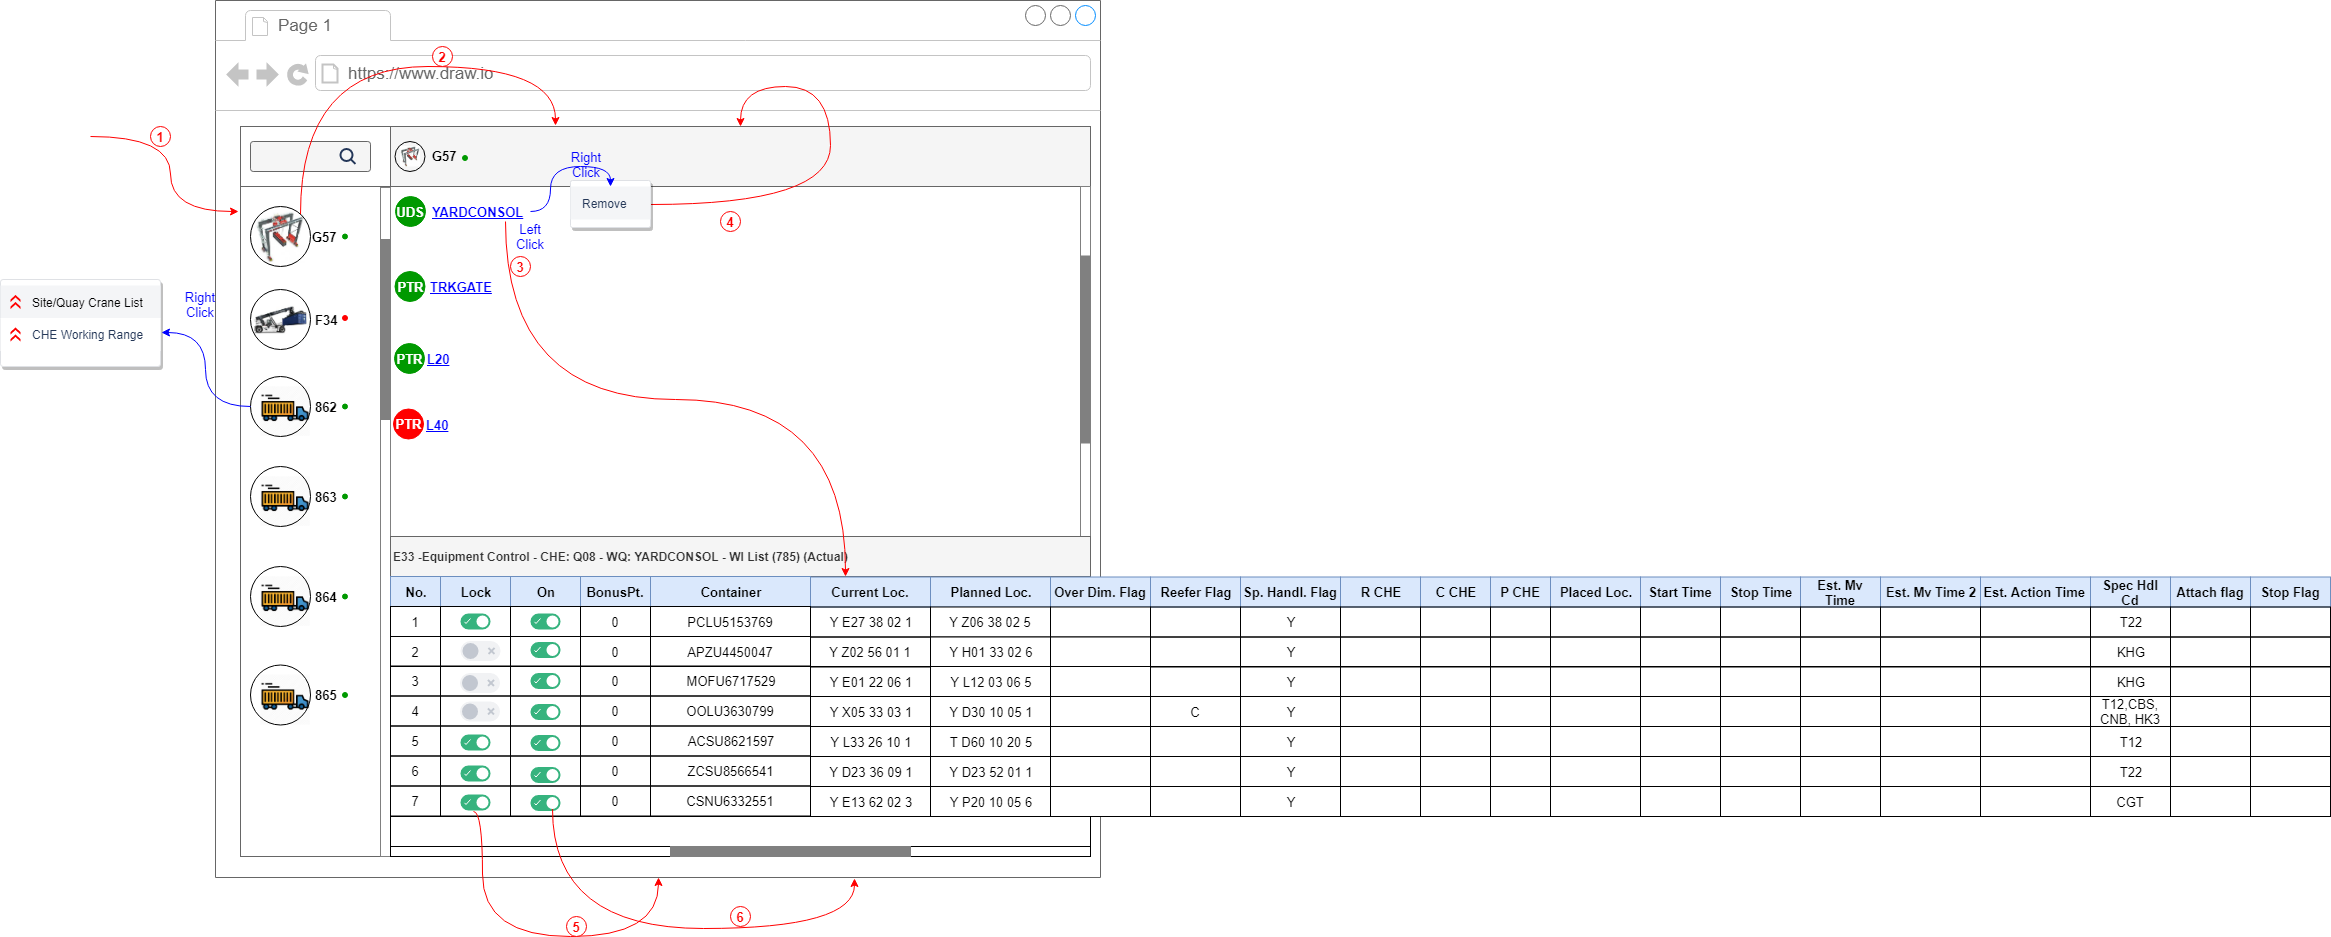 Page 1
https://www.draw.io
1
2
G57
Right
Click
Remove
UDS YARDCONSOL
4
Left
Click
3
G57
PTR TRKGATE
Site/Quay Crane List
CHE Working Range
Right
Click
F34
PTR L20
862
PTR L40
863
864
865
E33 -Equipment Control - CHE: Q08 - WQ: YARDCONSOL - WI List (785) (Actual)
No. Lock On BonusPt. Container Current Loc. Planned Loc. Over Dim. Flag Reefer Flag Sp. Handl. Flag R CHE C CHE P CHE Placed Loc. Start Time Stop Time Est. Mv Time Est. Mv Time 2 Est. Action Time Spec Hdl Cd Attach flag Stop Flag
1 0 PCLU5153769 Y E27 38 02 1 Y Z06 38 02 5 Y T22
2 0 APZU4450047 Y Z02 56 01 1 Y H01 33 02 6 Y KHG
3 0 MOFU6717529 Y E01 22 06 1 Y L12 03 06 5 Y KHG
4 0 OOLU3630799 Y X05 33 03 1 Y D30 10 05 1 C Y T12,CBS, CNB, HK3
5 0 ACSU8621597 Y L33 26 10 1 T D60 10 20 5 Y T12
6 0 ZCSU8566541 Y D23 36 09 1 Y D23 52 01 1 Y T22
7 0 CSNU6332551 Y E13 62 02 3 Y P20 10 05 6 Y CGT
5
6